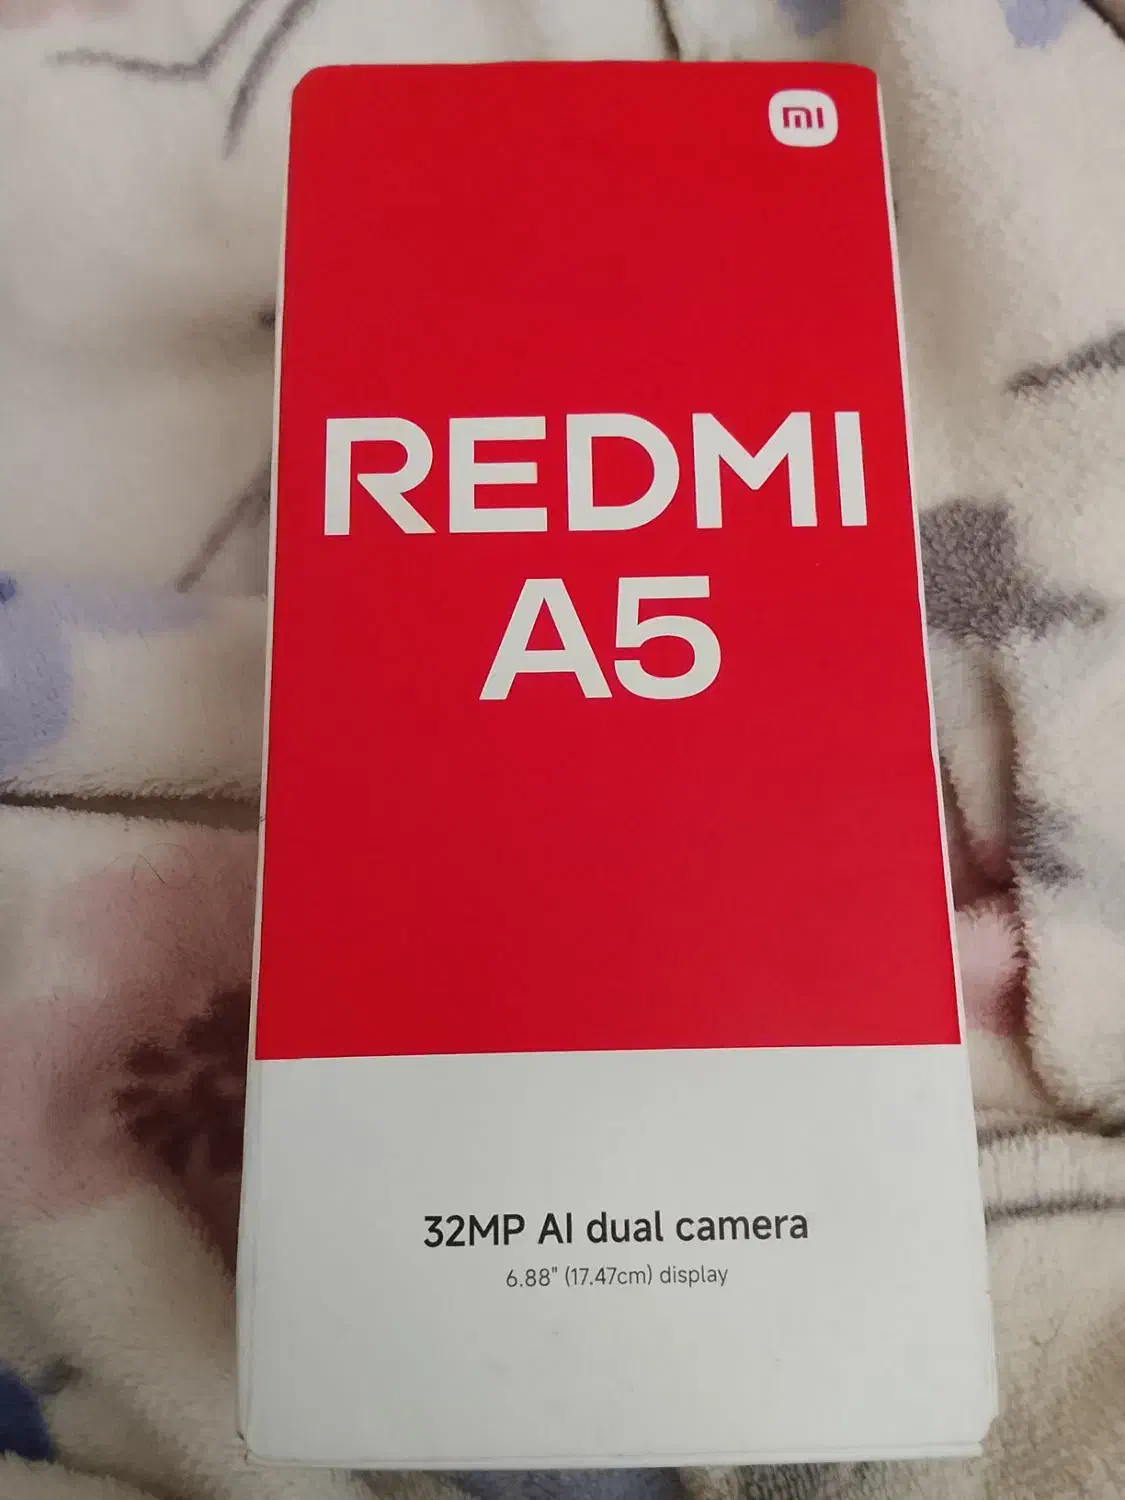 mi
REDMI
A5
32MP AI dual camera
6.88" (17.47cm) display